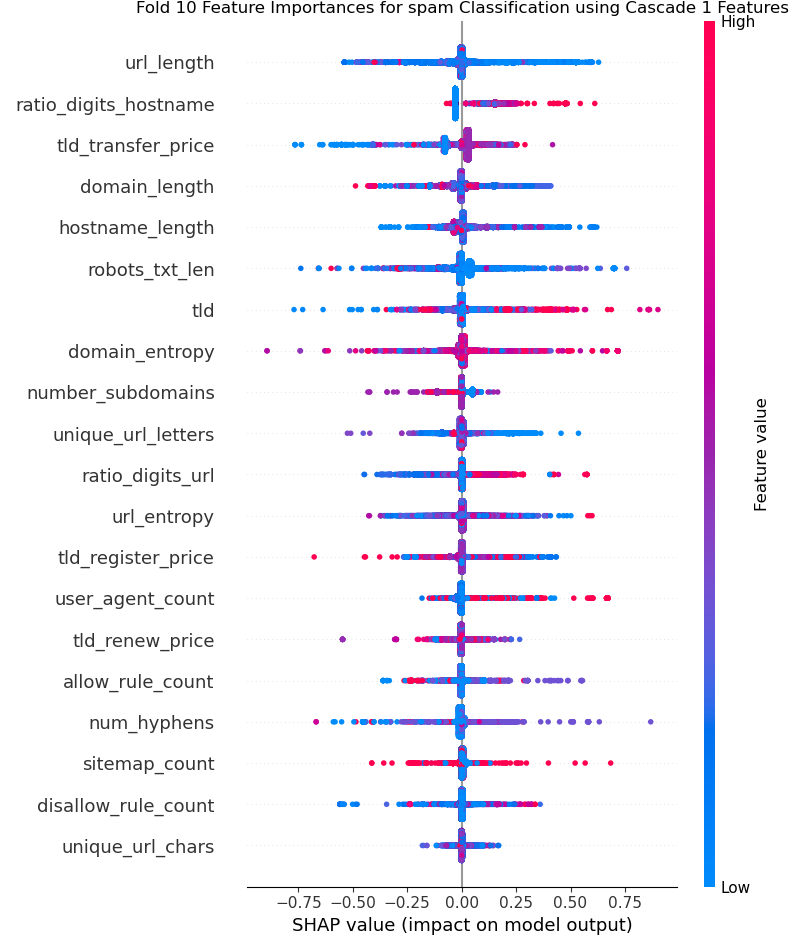 Fold 10 Feature Importances for spam Classification using Cascade 1 Features
High
url_length
ratio_digits_hostname
tld_transfer_price
domain_length
hostname_length
robots_txt_len
tld
domain_entropy
number_subdomains
unique_url_letters
ratio_digits_url
url_entropy
tld_register_price
user_agent_count
tld_renew_price
allow_rule_count
num_hyphens
sitemap_count
disallow_rule_count
unique_url_chars
Feature value
Low
−0.75 −0.50 −0.25 0.00 0.25 0.50 0.75
SHAP value (impact on model output)